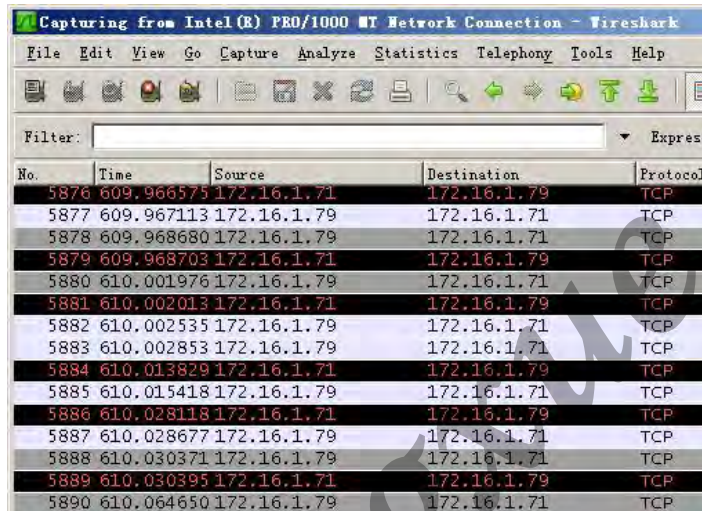 Capturing from Intel(R) PRO/1000 MT Network Connection - Wireshark
File Edit View Go Capture Analyze Statistics Telephony Tools Help
Filter: Expres
No. Time Source Destination Protocol
5876 609.966575 172.16.1.71 172.16.1.79 TCP
5877 609.967113 172.16.1.79 172.16.1.71 TCP
5878 609.968680 172.16.1.79 172.16.1.71 TCP
5879 609.968703 172.16.1.71 172.16.1.79 TCP
5880 610.001976 172.16.1.79 172.16.1.71 TCP
5881 610.002013 172.16.1.71 172.16.1.79 TCP
5882 610.002535 172.16.1.79 172.16.1.71 TCP
5883 610.002853 172.16.1.79 172.16.1.71 TCP
5884 610.013829 172.16.1.71 172.16.1.79 TCP
5885 610.015418 172.16.1.79 172.16.1.71 TCP
5886 610.028118 172.16.1.71 172.16.1.79 TCP
5887 610.028677 172.16.1.79 172.16.1.71 TCP
5888 610.030371 172.16.1.79 172.16.1.71 TCP
5889 610.030395 172.16.1.71 172.16.1.79 TCP
5890 610.064650 172.16.1.79 172.16.1.71 TCP